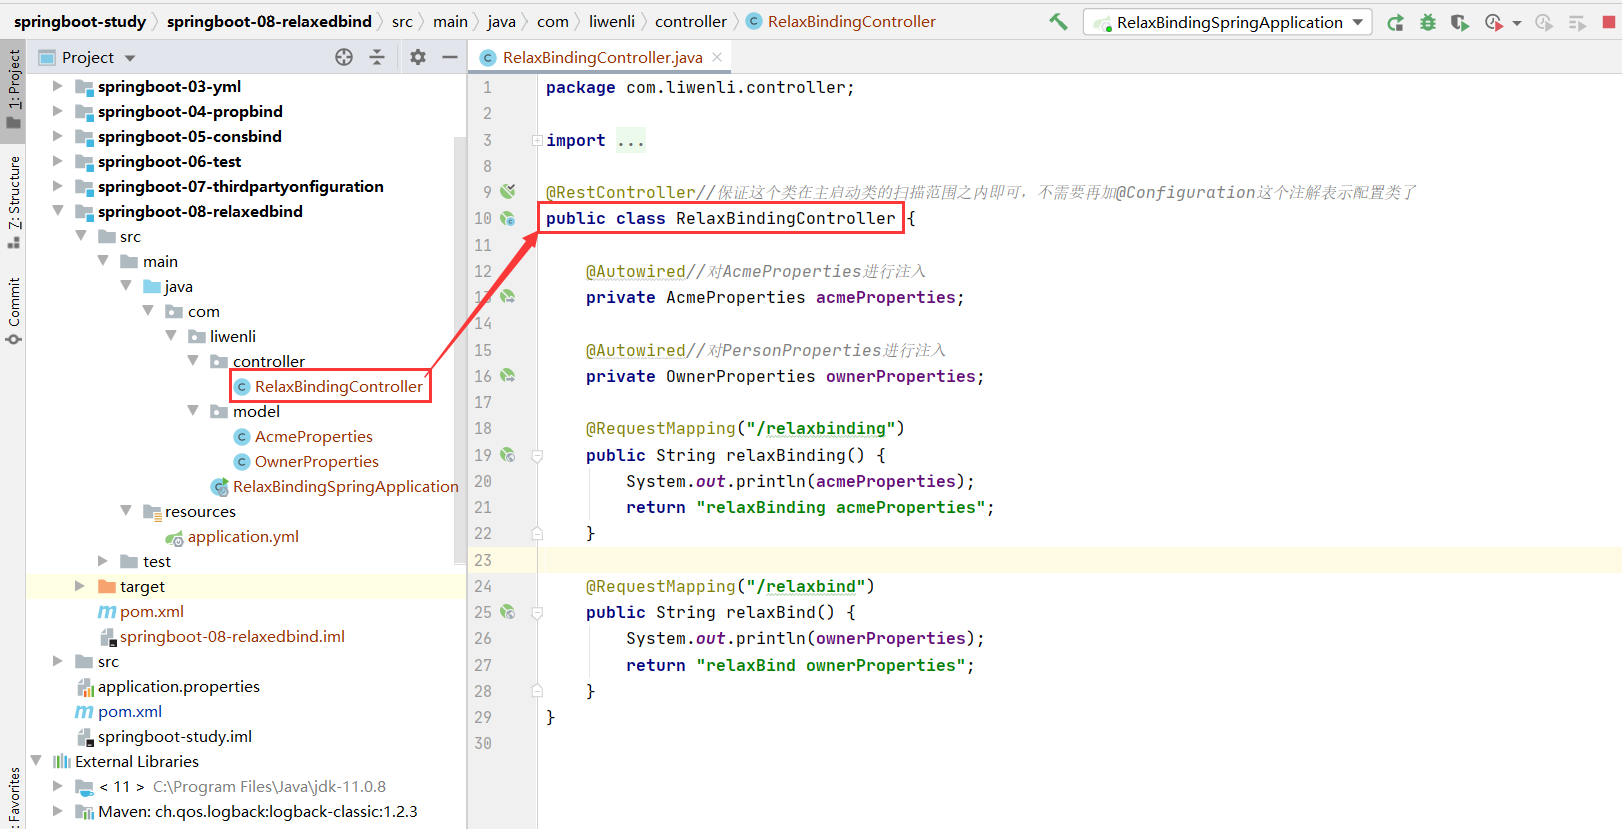 springboot-study springboot-08-relaxedbind src main java com liwenli controller RelaxBindingController RelaxBindingSpringApplication
1: Project
Z: Structure
Commit
Favorites
Project
springboot-03-yml
springboot-04-propbind
springboot-05-consbind
springboot-06-test
springboot-07-thirdpartyonfiguration
springboot-08-relaxedbind
src
main
java
com
liwenli
controller
RelaxBindingController
model
AcmeProperties
OwnerProperties
RelaxBindingSpringApplication
resources
application.yml
test
target
pom.xml
springboot-08-relaxedbind.iml
src
application.properties
pom.xml
springboot-study.iml
External Libraries
< 11 > C:\Program Files\Java\jdk-11.0.8
Maven: ch.qos.logback:logback-classic:1.2.3
RelaxBindingController.java
1 package com.liwenli.controller;
2
3 import ...
8
9 @RestController//保证这个类在主启动类的扫描范围之内即可，不需要再加@Configuration这个注解表示配置类了
10 public class RelaxBindingController {
11
12 @Autowired//对AcmeProperties进行注入
13 private AcmeProperties acmeProperties;
14
15 @Autowired//对PersonProperties进行注入
16 private OwnerProperties ownerProperties;
17
18 @RequestMapping("/relaxbinding")
19 public String relaxBinding() {
20 System.out.println(acmeProperties);
21 return "relaxBinding acmeProperties";
22 }
23
24 @RequestMapping("/relaxbind")
25 public String relaxBind() {
26 System.out.println(ownerProperties);
27 return "relaxBind ownerProperties";
28 }
29 }
30